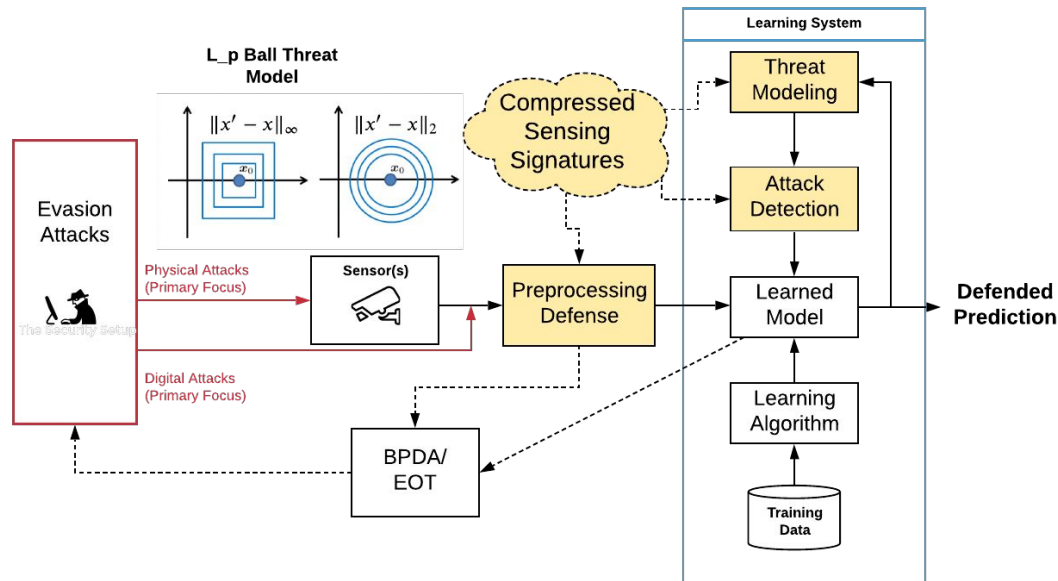 Learning System
L_p Ball Threat
Model
‖x′ − x‖∞
x₀
‖x′ − x‖₂
x₀
Compressed
Sensing
Signatures
Threat
Modeling
Attack
Detection
Evasion
Attacks
The Security Setup
Physical Attacks
(Primary Focus)
Sensor(s)
Preprocessing
Defense
Learned
Model
Defended
Prediction
Digital Attacks
(Primary Focus)
Learning
Algorithm
BPDA/
EOT
Training
Data